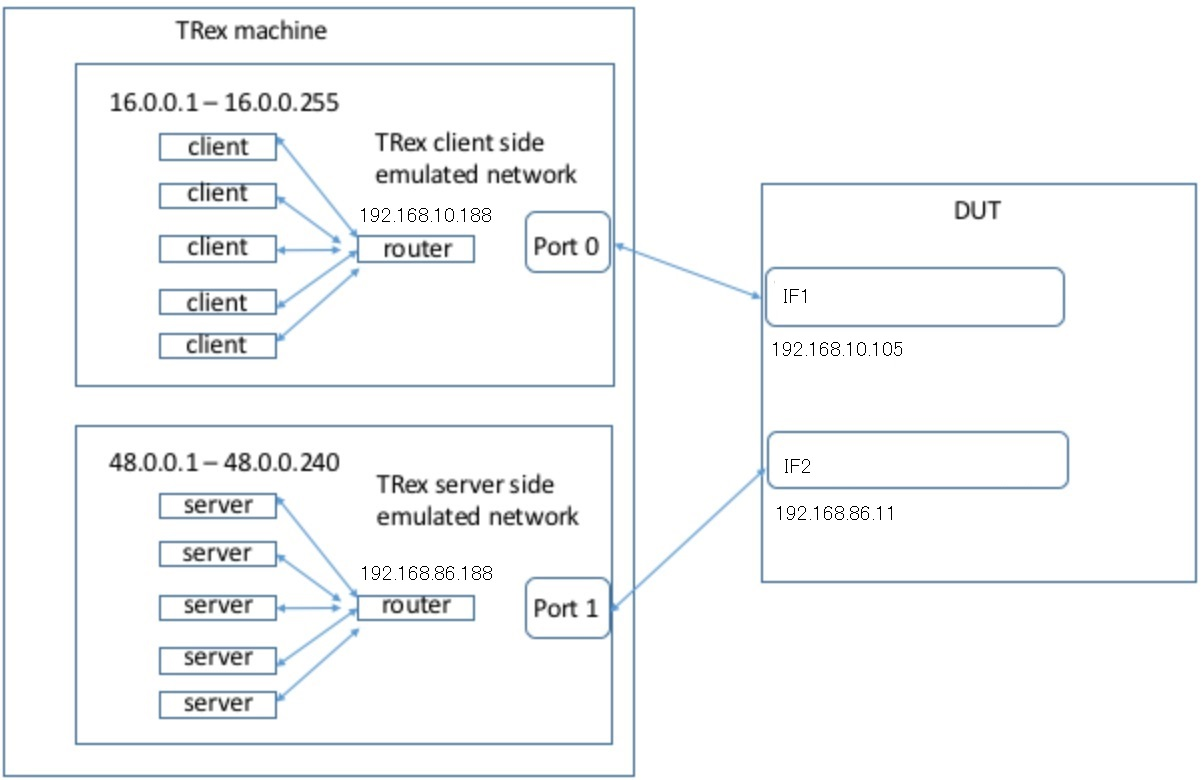 TRex machine
16.0.0.1 – 16.0.0.255
client
client
client
client
client
TRex client side
emulated network
192.168.10.188
router
Port 0
48.0.0.1 – 48.0.0.240
server
server
server
server
server
TRex server side
emulated network
192.168.86.188
router
Port 1
DUT
IF1
192.168.10.105
IF2
192.168.86.11